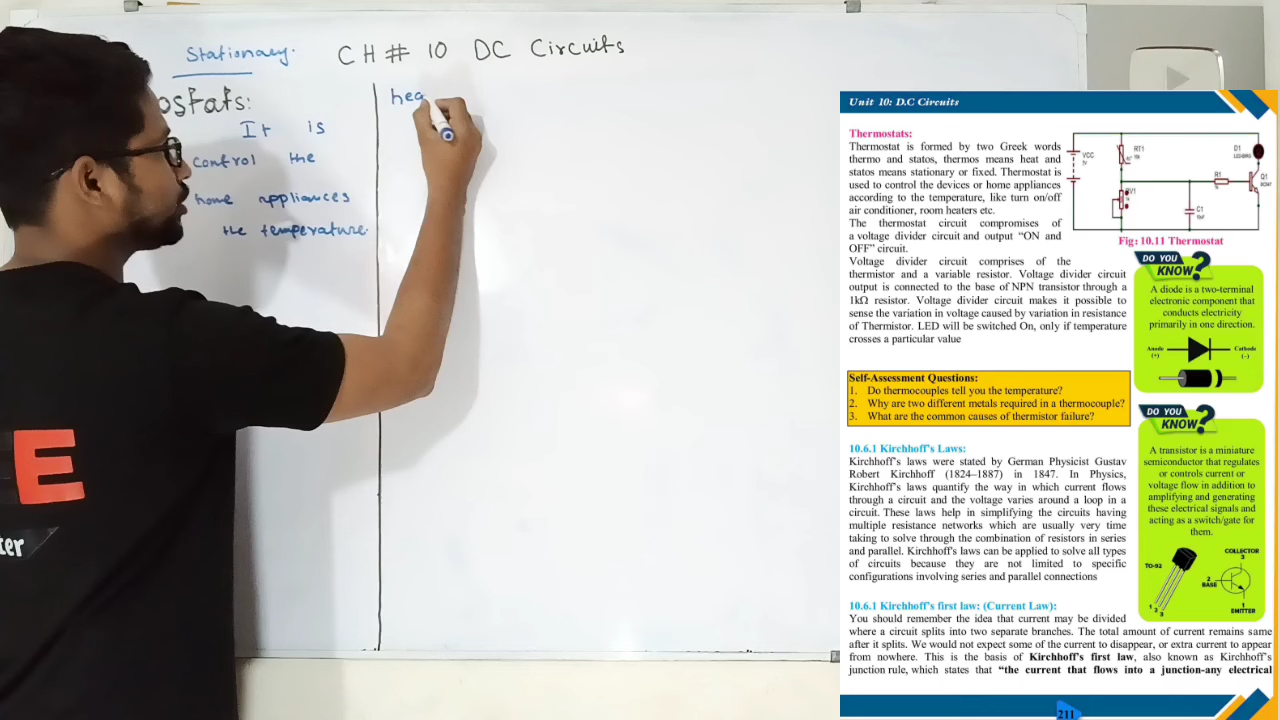 Stationary. CH # 10 DC Circuits
ostats:
It is
control the
home appliances
the temperature.
hea
E
ter
Unit 10: D.C Circuits
Thermostats:
Thermostat is formed by two Greek words
thermo and statos, thermos means heat and
statos means stationary or fixed. Thermostat is
used to control the devices or home appliances
according to the temperature, like turn on/off
air conditioner, room heaters etc.
The thermostat circuit compromises of
a voltage divider circuit and output “ON and
OFF” circuit.
Voltage divider circuit comprises of the
thermistor and a variable resistor. Voltage divider circuit
output is connected to the base of NPN transistor through a
1kΩ resistor. Voltage divider circuit makes it possible to
sense the variation in voltage caused by variation in resistance
of Thermistor. LED will be switched On, only if temperature
crosses a particular value
VCC
RT1
RV1
C1
R1
D1
Q1
Fig: 10.11 Thermostat
DO YOU
KNOW?
A diode is a two-terminal
electronic component that
conducts electricity
primarily in one direction.
Anode
(+)
Cathode
(-)
Self-Assessment Questions:
1. Do thermocouples tell you the temperature?
2. Why are two different metals required in a thermocouple?
3. What are the common causes of thermistor failure?
DO YOU
KNOW?
A transistor is a miniature
semiconductor that regulates
or controls current or
voltage flow in addition to
amplifying and generating
these electrical signals and
acting as a switch/gate for
them.
TO-92
1 2 3
COLLECTOR
3
2
BASE
1
EMITTER
10.6.1 Kirchhoff's Laws:
Kirchhoff's laws were stated by German Physicist Gustav
Robert Kirchhoff (1824–1887) in 1847. In Physics,
Kirchhoff's laws quantify the way in which current flows
through a circuit and the voltage varies around a loop in a
circuit. These laws help in simplifying the circuits having
multiple resistance networks which are usually very time
taking to solve through the combination of resistors in series
and parallel. Kirchhoff's laws can be applied to solve all types
of circuits because they are not limited to specific
configurations involving series and parallel connections
10.6.1 Kirchhoff's first law: (Current Law):
You should remember the idea that current may be divided
where a circuit splits into two separate branches. The total amount of current remains same
after it splits. We would not expect some of the current to disappear, or extra current to appear
from nowhere. This is the basis of Kirchhoff's first law, also known as Kirchhoff's
junction rule, which states that “the current that flows into a junction-any electrical
211